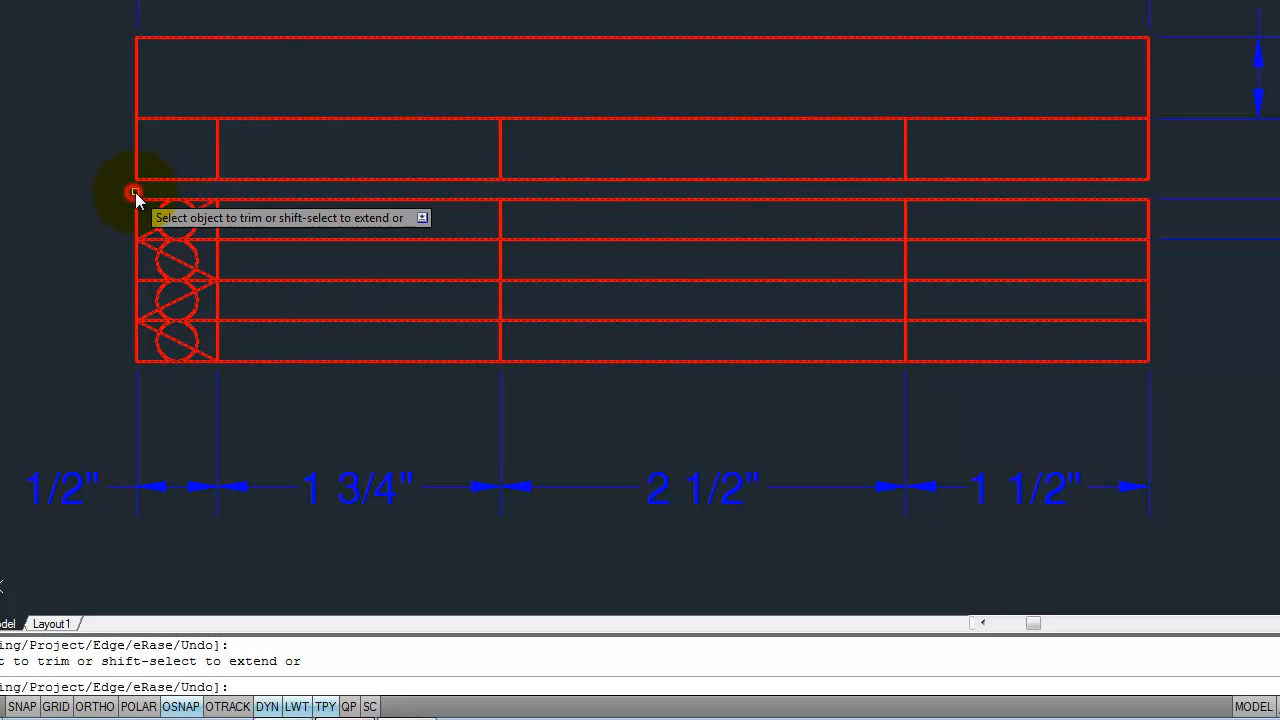 Select object to trim or shift-select to extend or
1/2" 1 3/4" 2 1/2" 1 1/2"
odel Layout1
ing/Project/Edge/eRase/Undo]:
t to trim or shift-select to extend or
ing/Project/Edge/eRase/Undo]:
SNAP GRID ORTHO POLAR OSNAP OTRACK DYN LWT TPY QP SC MODEL